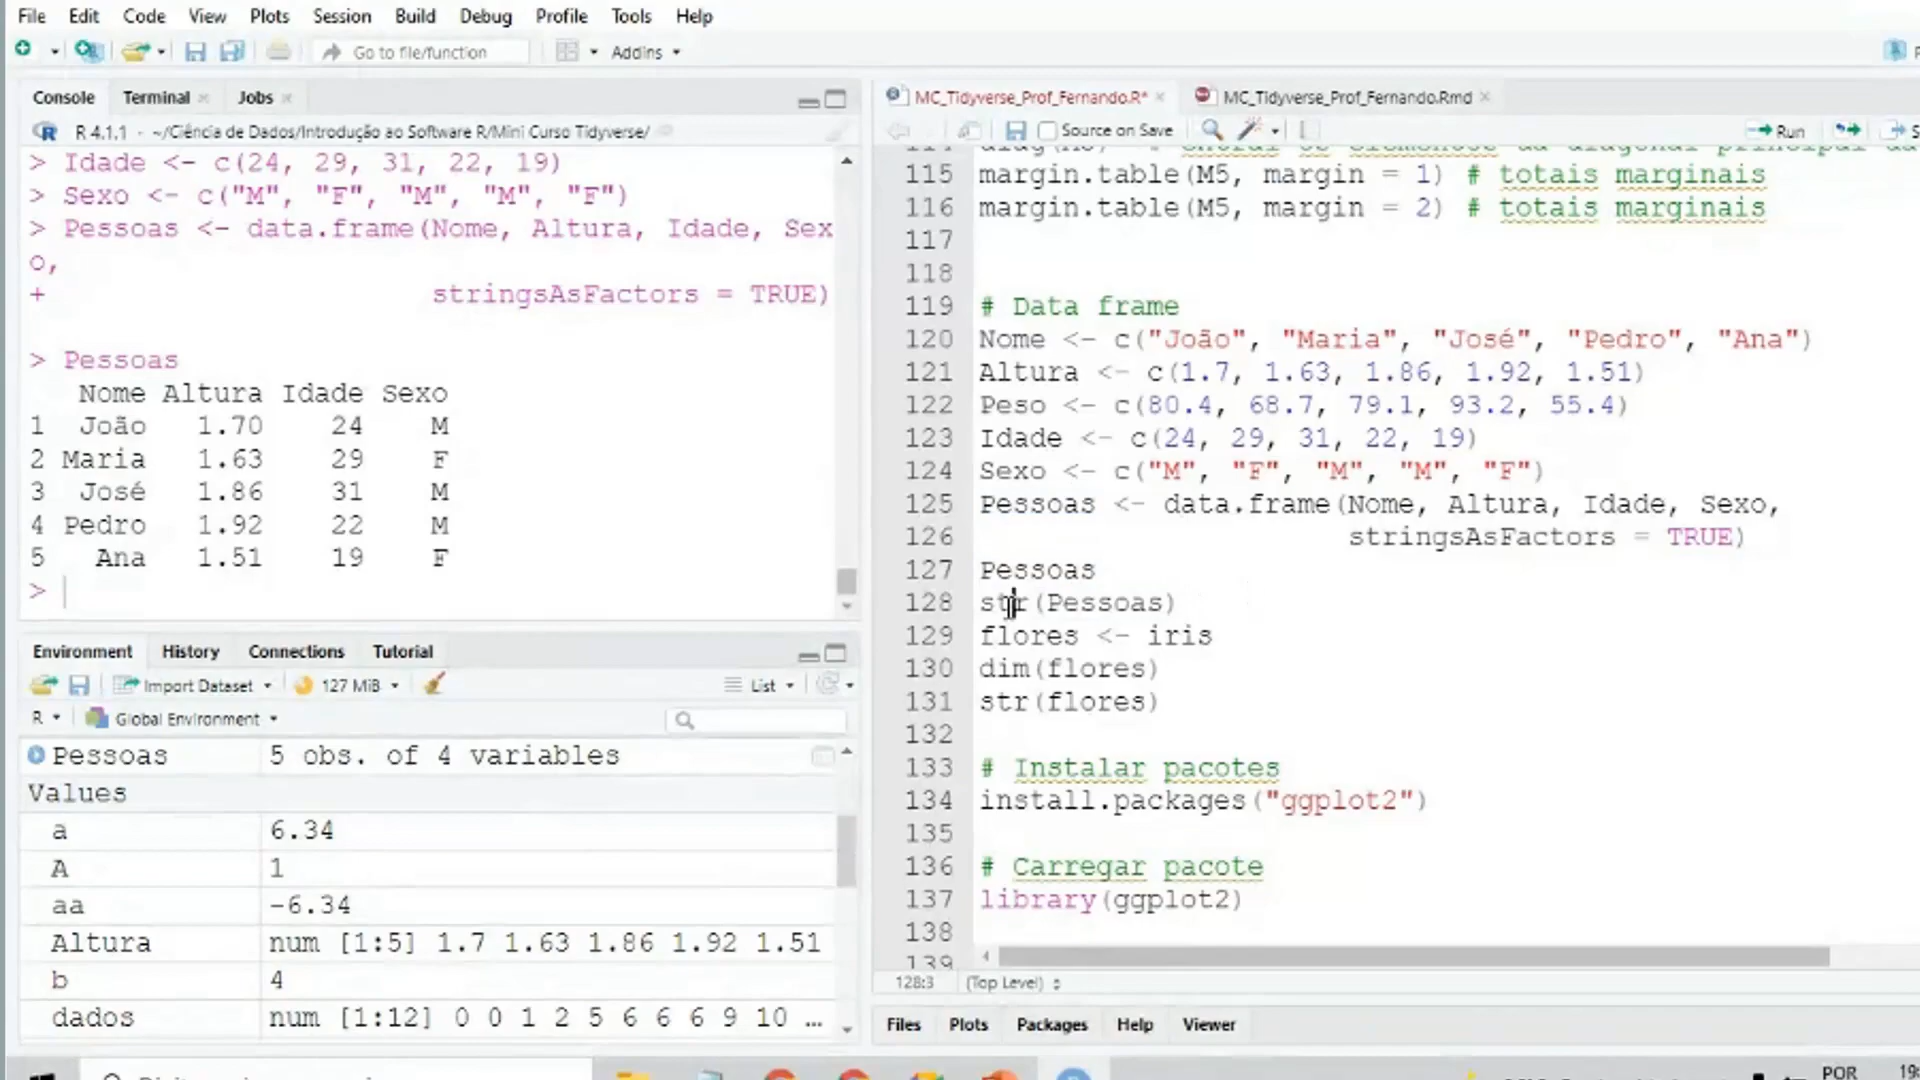 File Edit Code View Plots Session Build Debug Profile Tools Help
Go to file/function Addins
Console Terminal Jobs
R 4.1.1 · ~/Ciência de Dados/Introdução ao Software R/Mini Curso Tidyverse/
> Idade <- c(24, 29, 31, 22, 19)
> Sexo <- c("M", "F", "M", "M", "F")
> Pessoas <- data.frame(Nome, Altura, Idade, Sex
o,
+ stringsAsFactors = TRUE)
> Pessoas
Nome Altura Idade Sexo
1 João 1.70 24 M
2 Maria 1.63 29 F
3 José 1.86 31 M
4 Pedro 1.92 22 M
5 Ana 1.51 19 F
>
Environment History Connections Tutorial
Import Dataset 127 MiB List
R Global Environment
Pessoas 5 obs. of 4 variables
Values
a 6.34
A 1
aa -6.34
Altura num [1:5] 1.7 1.63 1.86 1.92 1.51
b 4
dados num [1:12] 0 0 1 2 5 6 6 6 9 10 ...
MC_Tidyverse_Prof_Fernando.R* MC_Tidyverse_Prof_Fernando.Rmd
Source on Save Run
115 margin.table(M5, margin = 1) # totais marginais
116 margin.table(M5, margin = 2) # totais marginais
117
118
119 # Data frame
120 Nome <- c("João", "Maria", "José", "Pedro", "Ana")
121 Altura <- c(1.7, 1.63, 1.86, 1.92, 1.51)
122 Peso <- c(80.4, 68.7, 79.1, 93.2, 55.4)
123 Idade <- c(24, 29, 31, 22, 19)
124 Sexo <- c("M", "F", "M", "M", "F")
125 Pessoas <- data.frame(Nome, Altura, Idade, Sexo,
126 stringsAsFactors = TRUE)
127 Pessoas
128 str(Pessoas)
129 flores <- iris
130 dim(flores)
131 str(flores)
132
133 # Instalar pacotes
134 install.packages("ggplot2")
135
136 # Carregar pacote
137 library(ggplot2)
138
139
128:3 (Top Level)
Files Plots Packages Help Viewer
POR